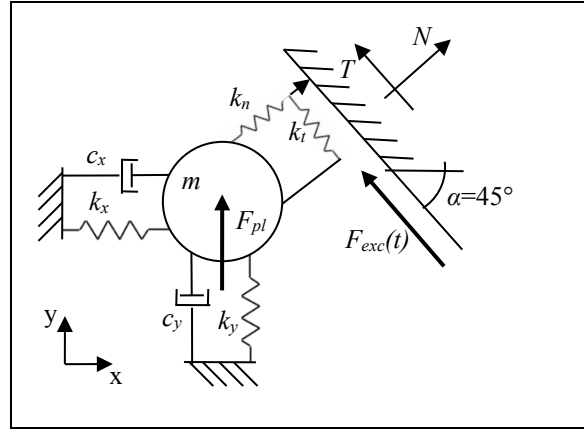 N
T
k_n
k_t
c_x
m
k_x
α=45°
F_pl
F_exc(t)
c_y
k_y
y
x